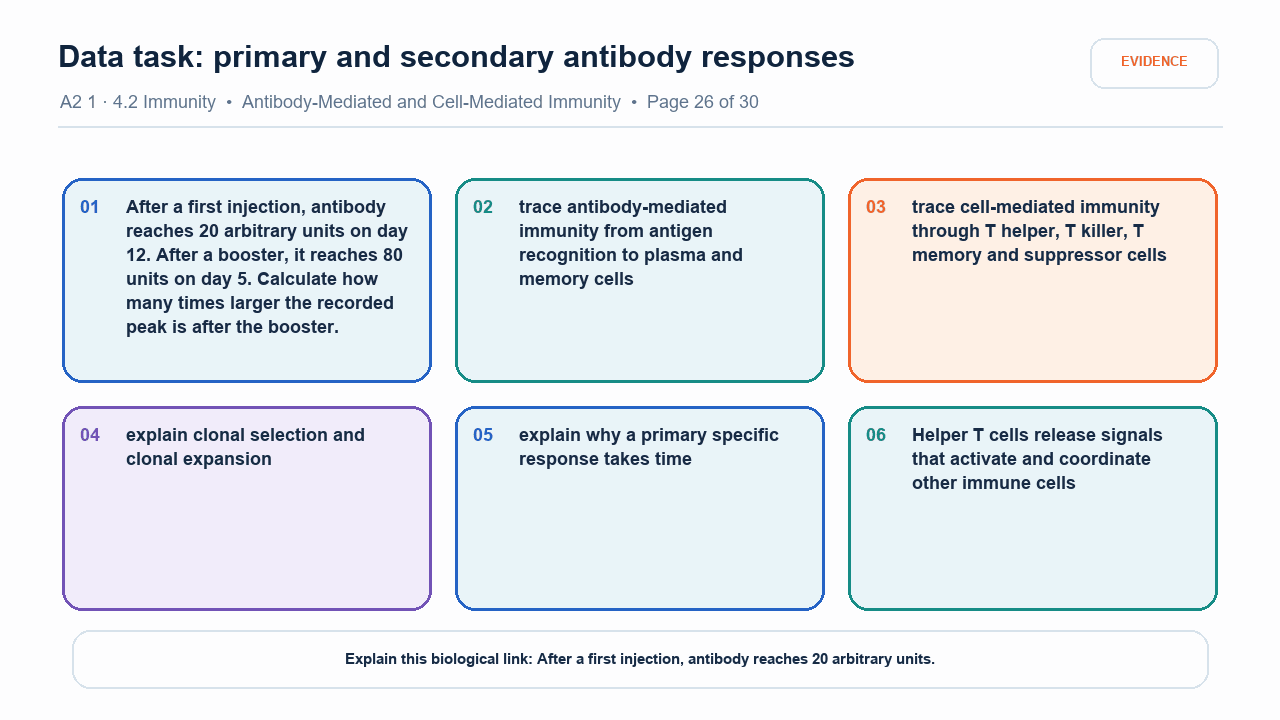 Data task: primary and secondary antibody responses
EVIDENCE
A2 1 · 4.2 Immunity • Antibody-Mediated and Cell-Mediated Immunity • Page 26 of 30
01
After a first injection, antibody
reaches 20 arbitrary units on day
12. After a booster, it reaches 80
units on day 5. Calculate how
many times larger the recorded
peak is after the booster.
02
trace antibody-mediated
immunity from antigen
recognition to plasma and
memory cells
03
trace cell-mediated immunity
through T helper, T killer, T
memory and suppressor cells
04
explain clonal selection and
clonal expansion
05
explain why a primary specific
response takes time
06
Helper T cells release signals
that activate and coordinate
other immune cells
Explain this biological link: After a first injection, antibody reaches 20 arbitrary units.